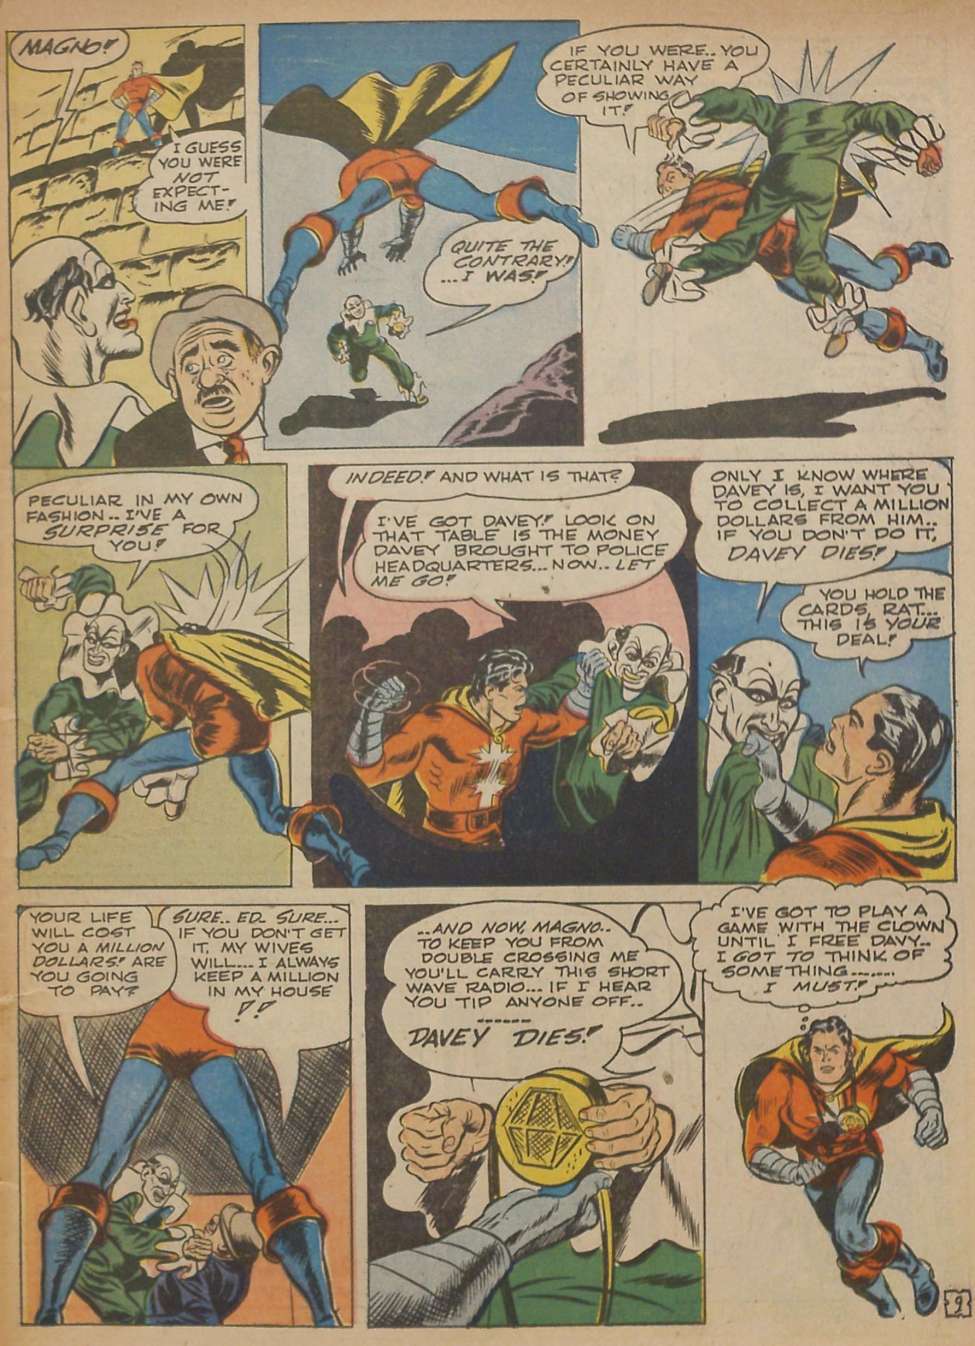 MAGNO!
I GUESS
YOU WERE
NOT
EXPECT-
ING ME!
QUITE THE
CONTRARY!
...I WAS!
IF YOU WERE.. YOU
CERTAINLY HAVE A
PECULIAR WAY
OF SHOWING
IT!
PECULIAR IN MY OWN
FASHION.. I'VE A
SURPRISE FOR
YOU!
INDEED! AND WHAT IS THAT?
I'VE GOT DAVEY! LOOK ON
THAT TABLE IS THE MONEY
DAVEY BROUGHT TO POLICE
HEADQUARTERS... NOW.. LET
ME GO!
ONLY I KNOW WHERE
DAVEY IS, I WANT YOU
TO COLLECT A MILLION
DOLLARS FROM HIM..
IF YOU DON'T DO IT,
DAVEY DIES!
YOU HOLD THE
CARDS, RAT...
THIS IS YOUR
DEAL!
YOUR LIFE
WILL COST
YOU A MILLION
DOLLARS! ARE
YOU GOING
TO PAY?
SURE.. ED. SURE...
IF YOU DON'T GET
IT, MY WIVES
WILL... I ALWAYS
KEEP A MILLION
IN MY HOUSE
!!
..AND NOW, MAGNO..
TO KEEP YOU FROM
DOUBLE CROSSING ME
YOU'LL CARRY THIS SHORT
WAVE RADIO... IF I HEAR
YOU TIP ANYONE OFF..
------
DAVEY DIES!
I'VE GOT TO PLAY A
GAME WITH THE CLOWN
UNTIL I FREE DAVY..
I GOT TO THINK OF
SOMETHING-------
I MUST!
9